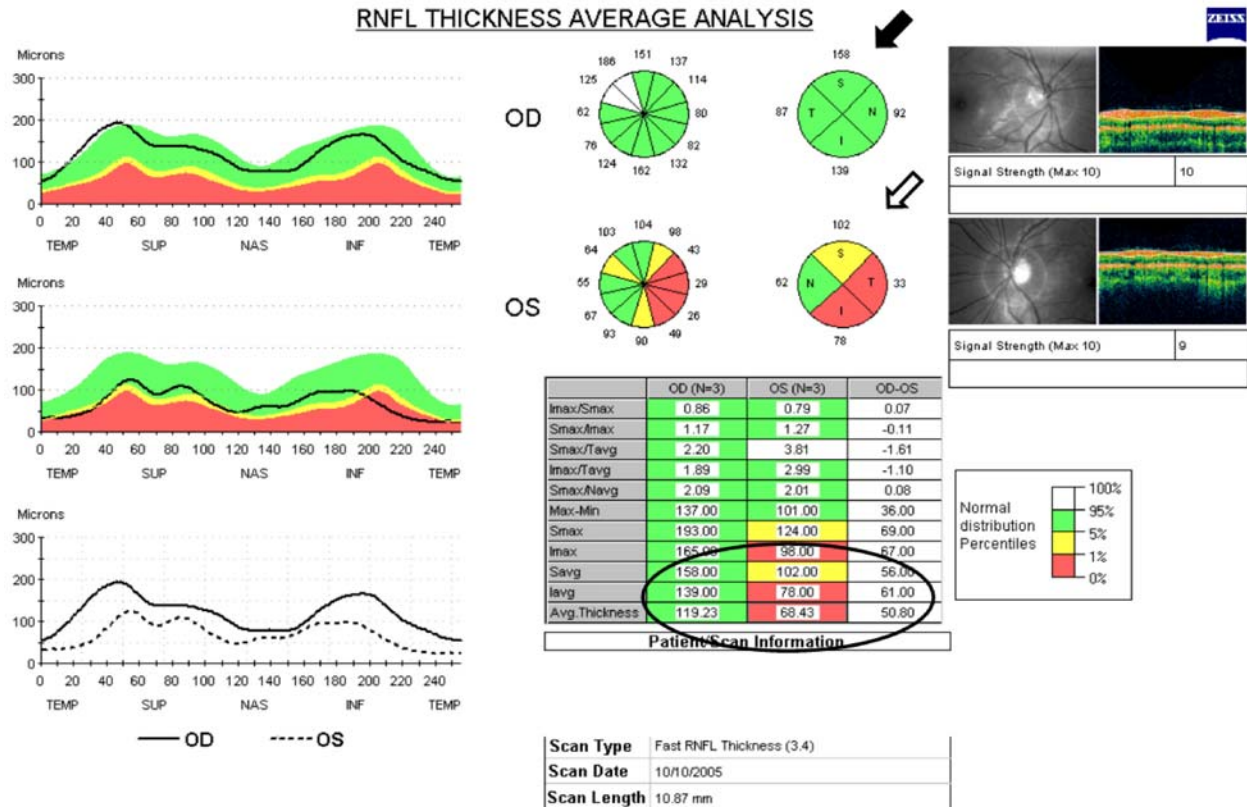 RNFL THICKNESS AVERAGE ANALYSIS
ZEISS
Microns
300
200
100
0
0 20 40 60 80 100 120 140 160 180 200 220 240
TEMP SUP NAS INF TEMP
300
200
100
0
0 20 40 60 80 100 120 140 160 180 200 220 240
TEMP SUP NAS INF TEMP
Microns
300
200
100
0
0 20 40 60 80 100 120 140 160 180 200 220 240
TEMP SUP NAS INF TEMP
OD OS
OD
151
186 137
125 114
62 80
76 82
124 132
162
158
S
87 T N 92
I
139
Signal Strength (Max 10) 10
OS
104
103 98
64 43
55 29
67 26
93 49
90
102
S
62 N T 33
I
78
Signal Strength (Max 10) 9
OD (N=3) OS (N=3) OD-OS
Imax/Smax 0.86 0.79 0.07
Smax/Imax 1.17 1.27 -0.11
Smax/Tavg 2.20 3.81 -1.61
Imax/Tavg 1.89 2.99 -1.10
Smax/Navg 2.09 2.01 0.08
Max-Min 137.00 101.00 36.00
Smax 193.00 124.00 69.00
Imax 165.00 98.00 67.00
Savg 158.00 102.00 56.00
Iavg 139.00 78.00 61.00
Avg.Thickness 119.23 68.43 50.80
Normal
distribution
Percentiles
100%
95%
5%
1%
0%
Patient/Scan Information
Scan Type Fast RNFL Thickness (3.4)
Scan Date 10/10/2005
Scan Length 10.87 mm